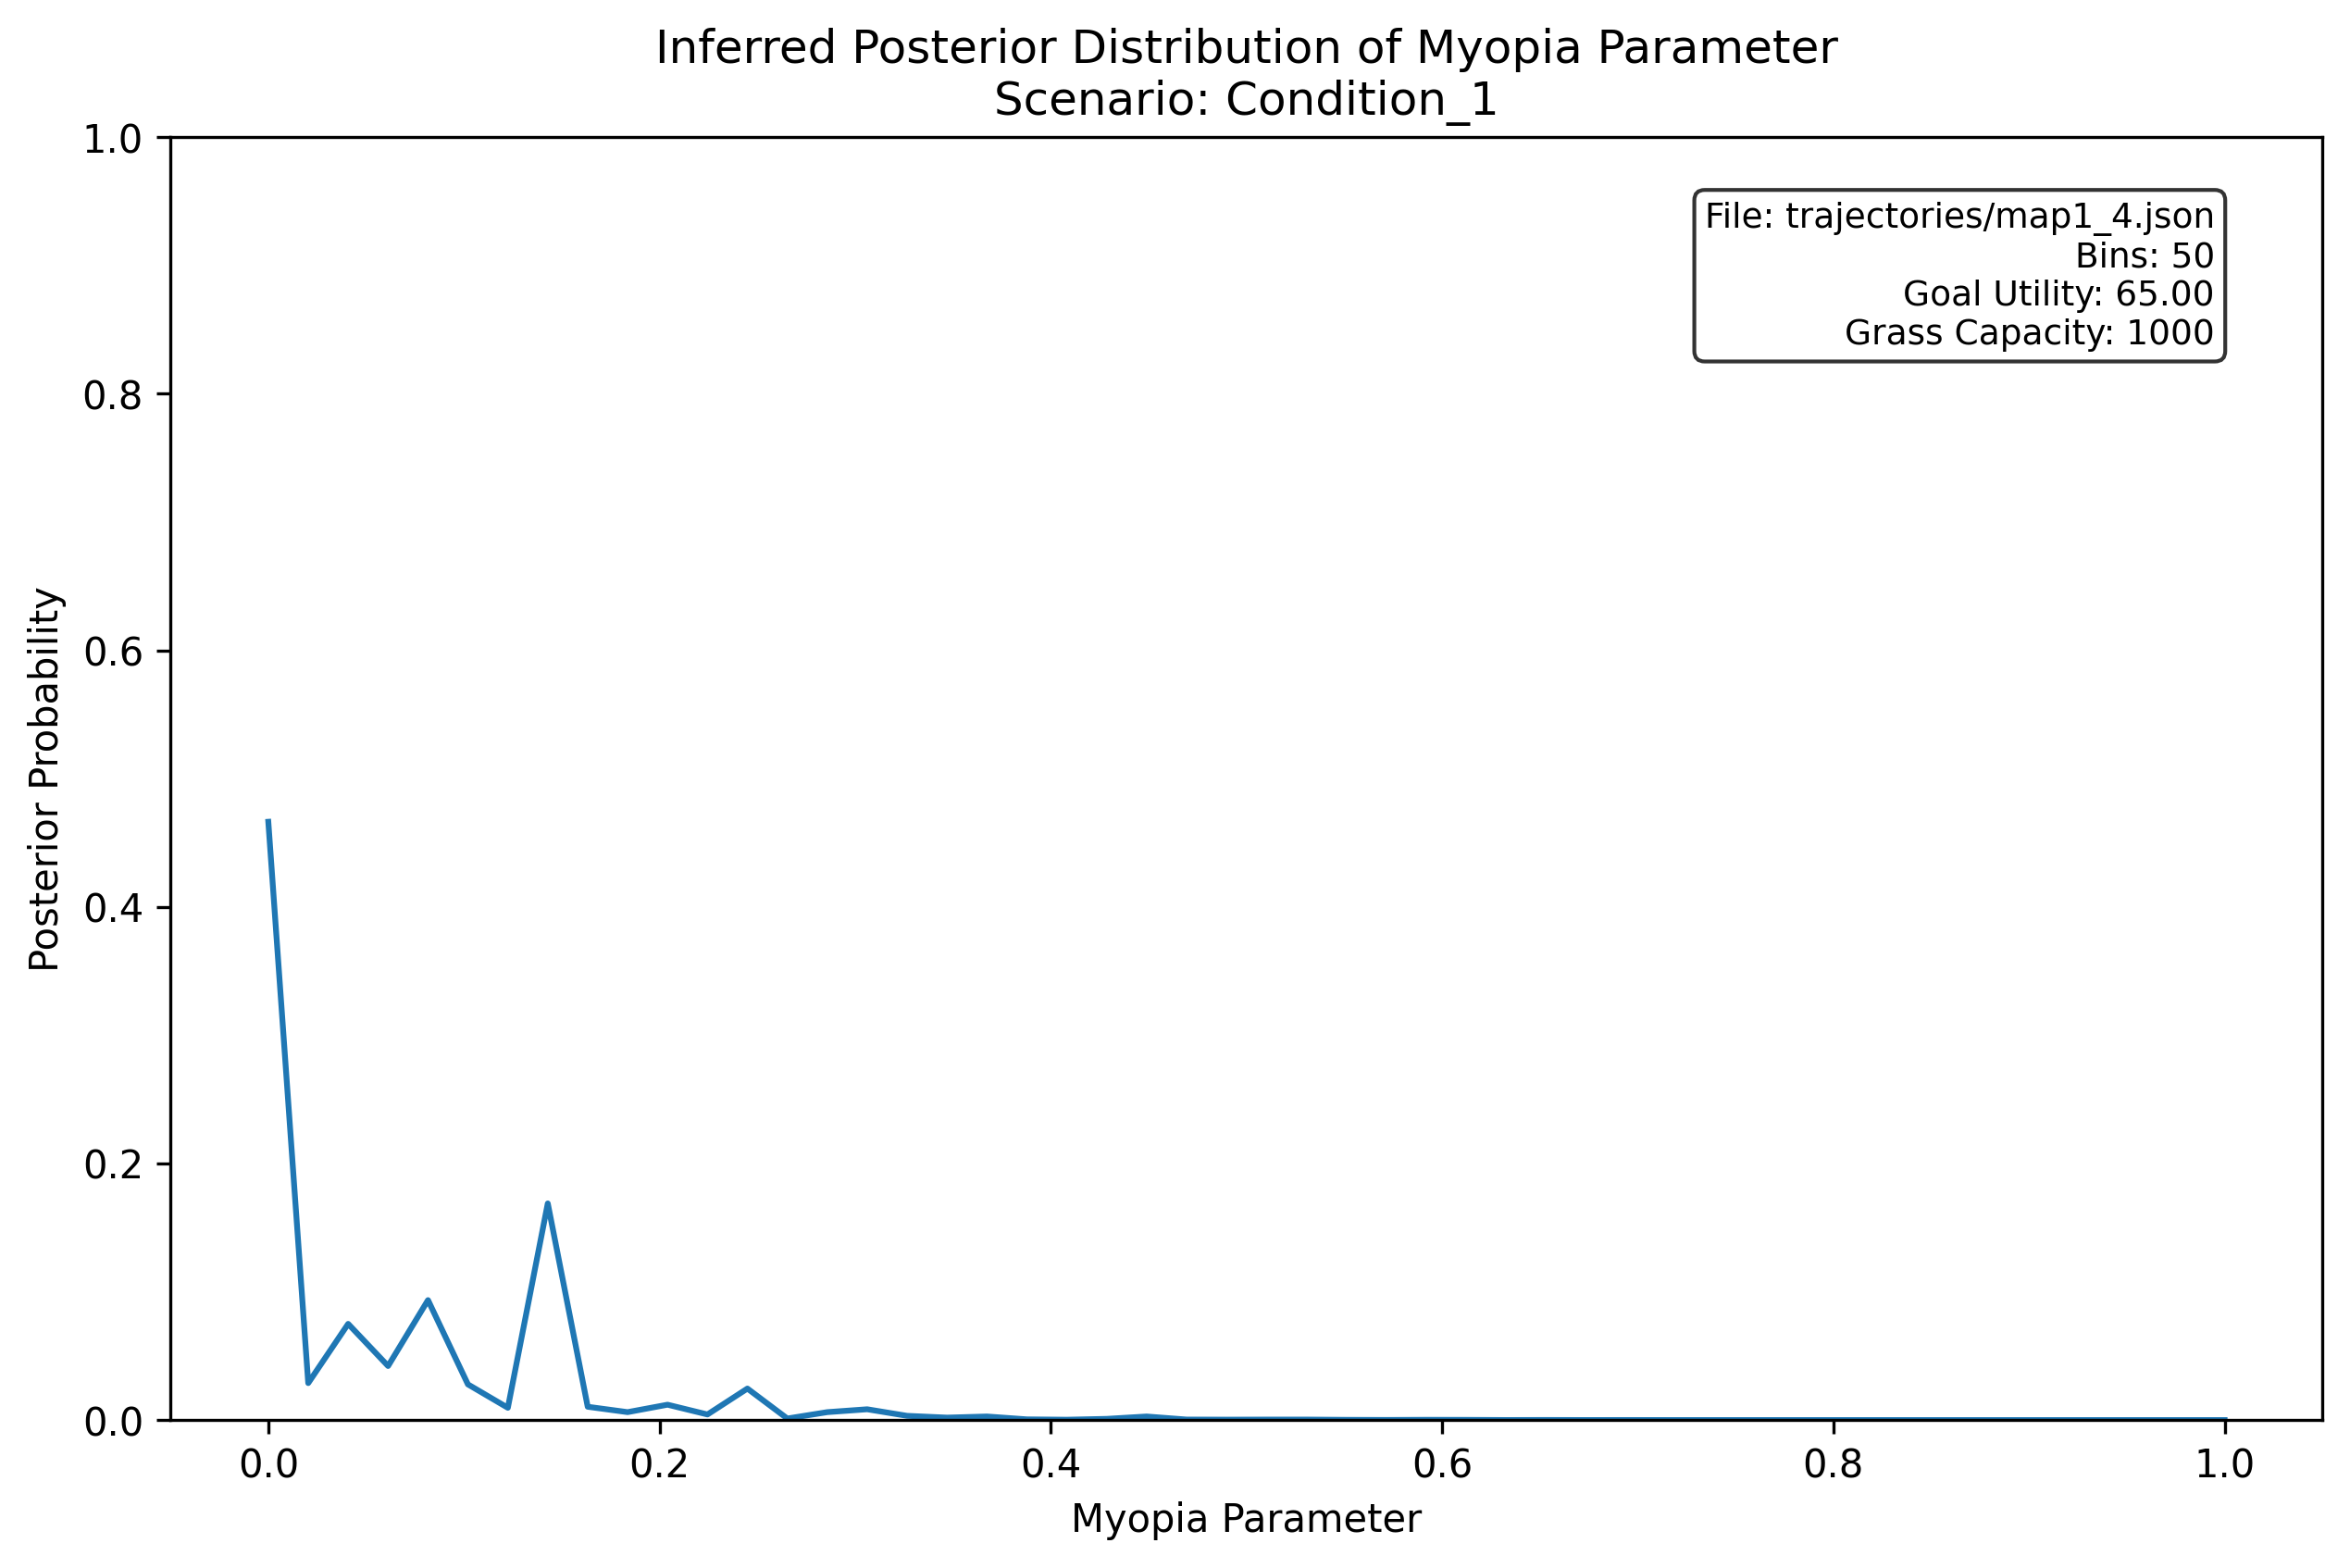 Inferred Posterior Distribution of Myopia Parameter
Scenario: Condition_1
File: trajectories/map1_4.json
Bins: 50
Goal Utility: 65.00
Grass Capacity: 1000
Posterior Probability
1.0
0.8
0.6
0.4
0.2
0.0
0.0 0.2 0.4 0.6 0.8 1.0
Myopia Parameter